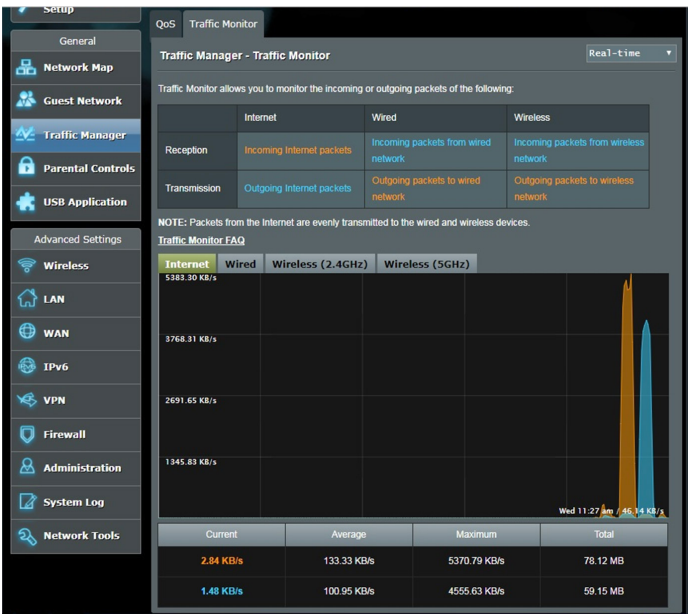 Setup
General
Network Map
Guest Network
Traffic Manager
Parental Controls
USB Application
Advanced Settings
Wireless
LAN
WAN
IPv6
VPN
Firewall
Administration
System Log
Network Tools
QoS Traffic Monitor
Traffic Manager - Traffic Monitor
Real-time
Traffic Monitor allows you to monitor the incoming or outgoing packets of the following:
Internet Wired Wireless
Reception Incoming Internet packets Incoming packets from wired network Incoming packets from wireless network
Transmission Outgoing Internet packets Outgoing packets to wired network Outgoing packets to wireless network
NOTE: Packets from the Internet are evenly transmitted to the wired and wireless devices.
Traffic Monitor FAQ
Internet Wired Wireless (2.4GHz) Wireless (5GHz)
5383.30 KB/s
3768.31 KB/s
2691.65 KB/s
1345.83 KB/s
Wed 11:27 am / 46.14 KB/s
Current Average Maximum Total
2.84 KB/s 133.33 KB/s 5370.79 KB/s 78.12 MB
1.48 KB/s 100.95 KB/s 4555.63 KB/s 59.15 MB